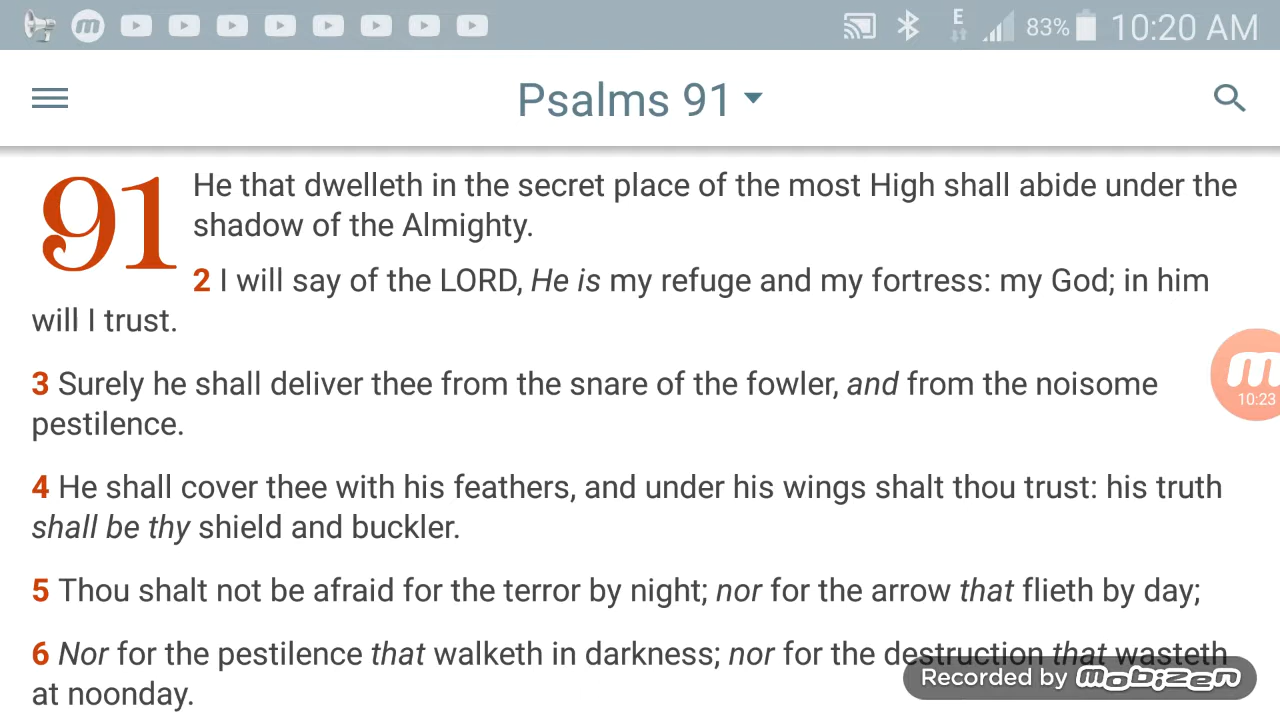 E 83% 10:20 AM
Psalms 91
91 He that dwelleth in the secret place of the most High shall abide under the
shadow of the Almighty.
2 I will say of the LORD, He is my refuge and my fortress: my God; in him
will I trust.
3 Surely he shall deliver thee from the snare of the fowler, and from the noisome
pestilence.
m
10:23
4 He shall cover thee with his feathers, and under his wings shalt thou trust: his truth
shall be thy shield and buckler.
5 Thou shalt not be afraid for the terror by night; nor for the arrow that flieth by day;
6 Nor for the pestilence that walketh in darkness; nor for the destruction that wasteth
at noonday.
Recorded by mobizen